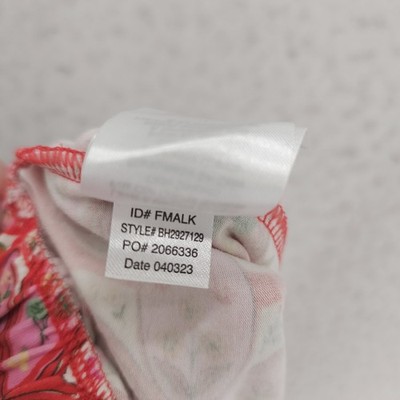 ID# FMALK
STYLE# BH2927129
PO# 2066336
Date 040323